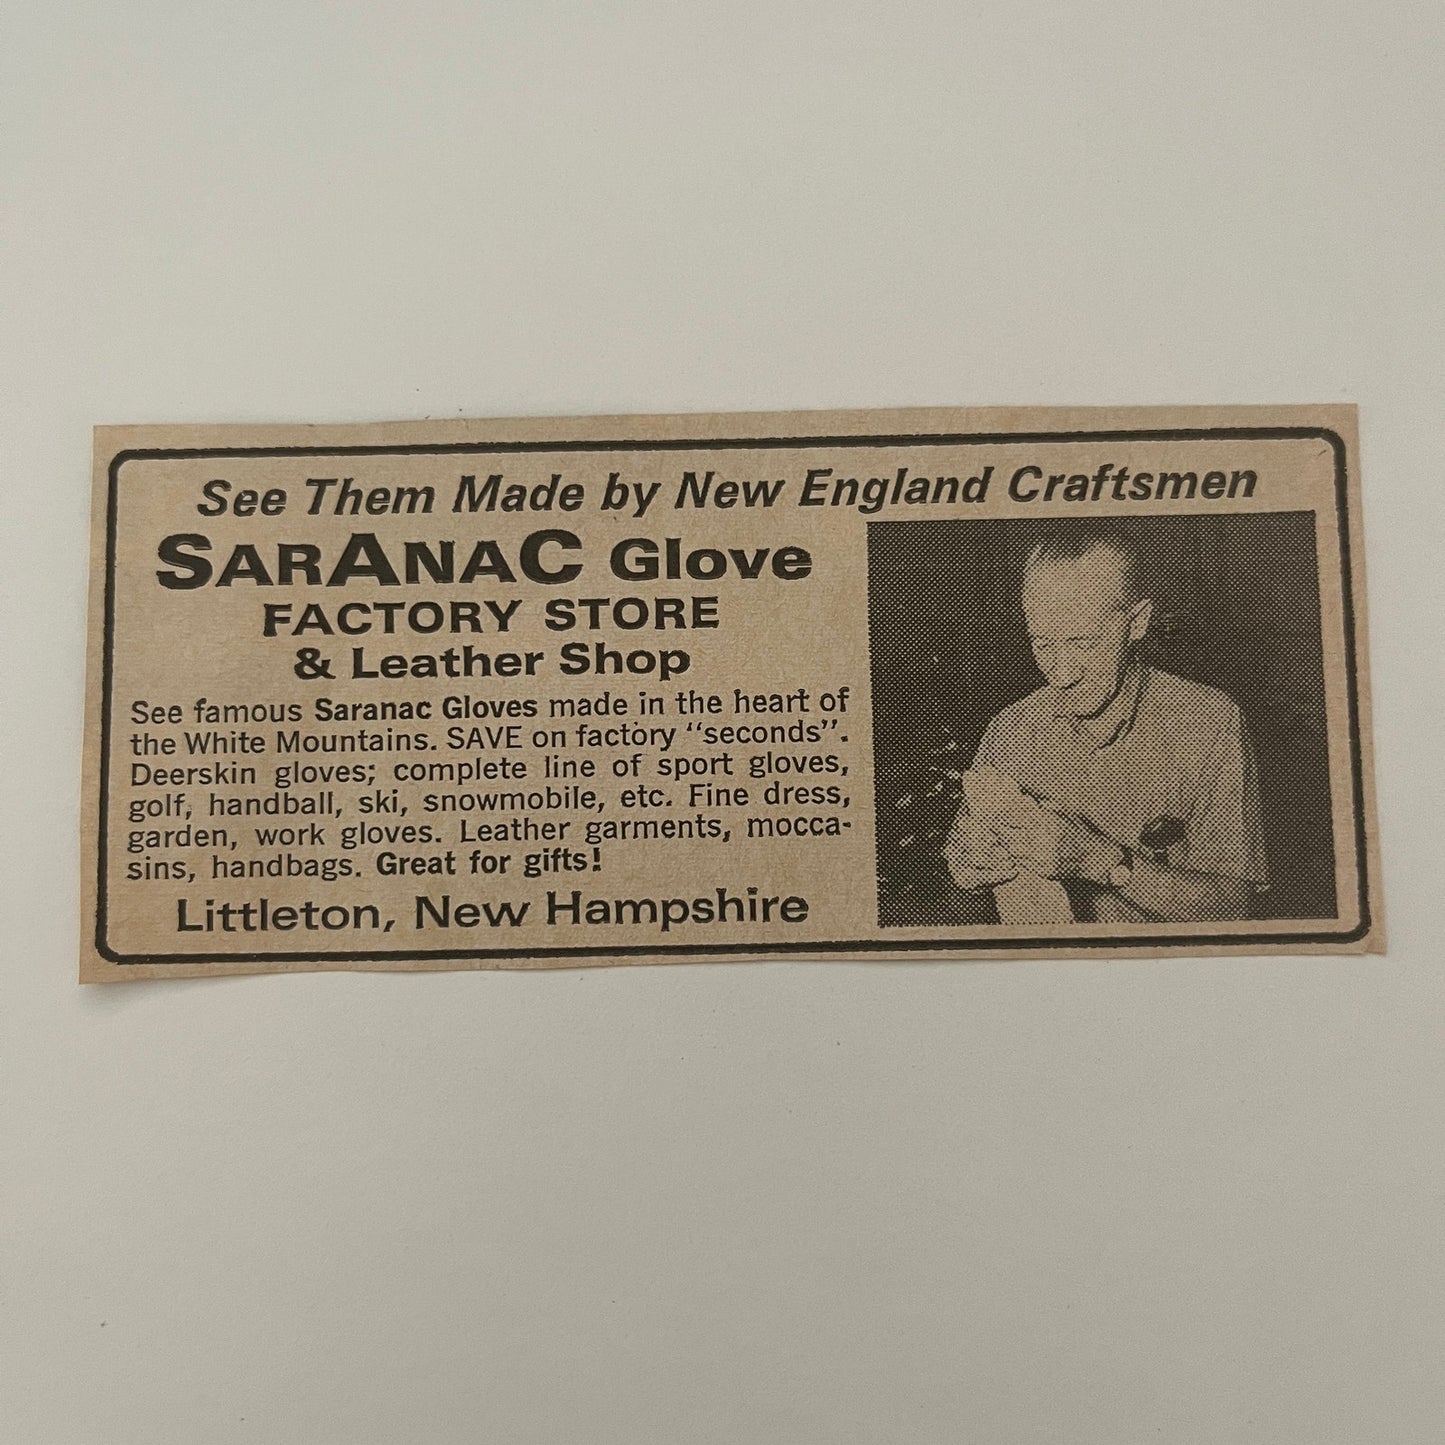 See Them Made by New England Craftsmen
SARANAC Glove
FACTORY STORE
& Leather Shop
See famous Saranac Gloves made in the heart of
the White Mountains. SAVE on factory “seconds”.
Deerskin gloves; complete line of sport gloves,
golf, handball, ski, snowmobile, etc. Fine dress,
garden, work gloves. Leather garments, mocca-
sins, handbags. Great for gifts!
Littleton, New Hampshire